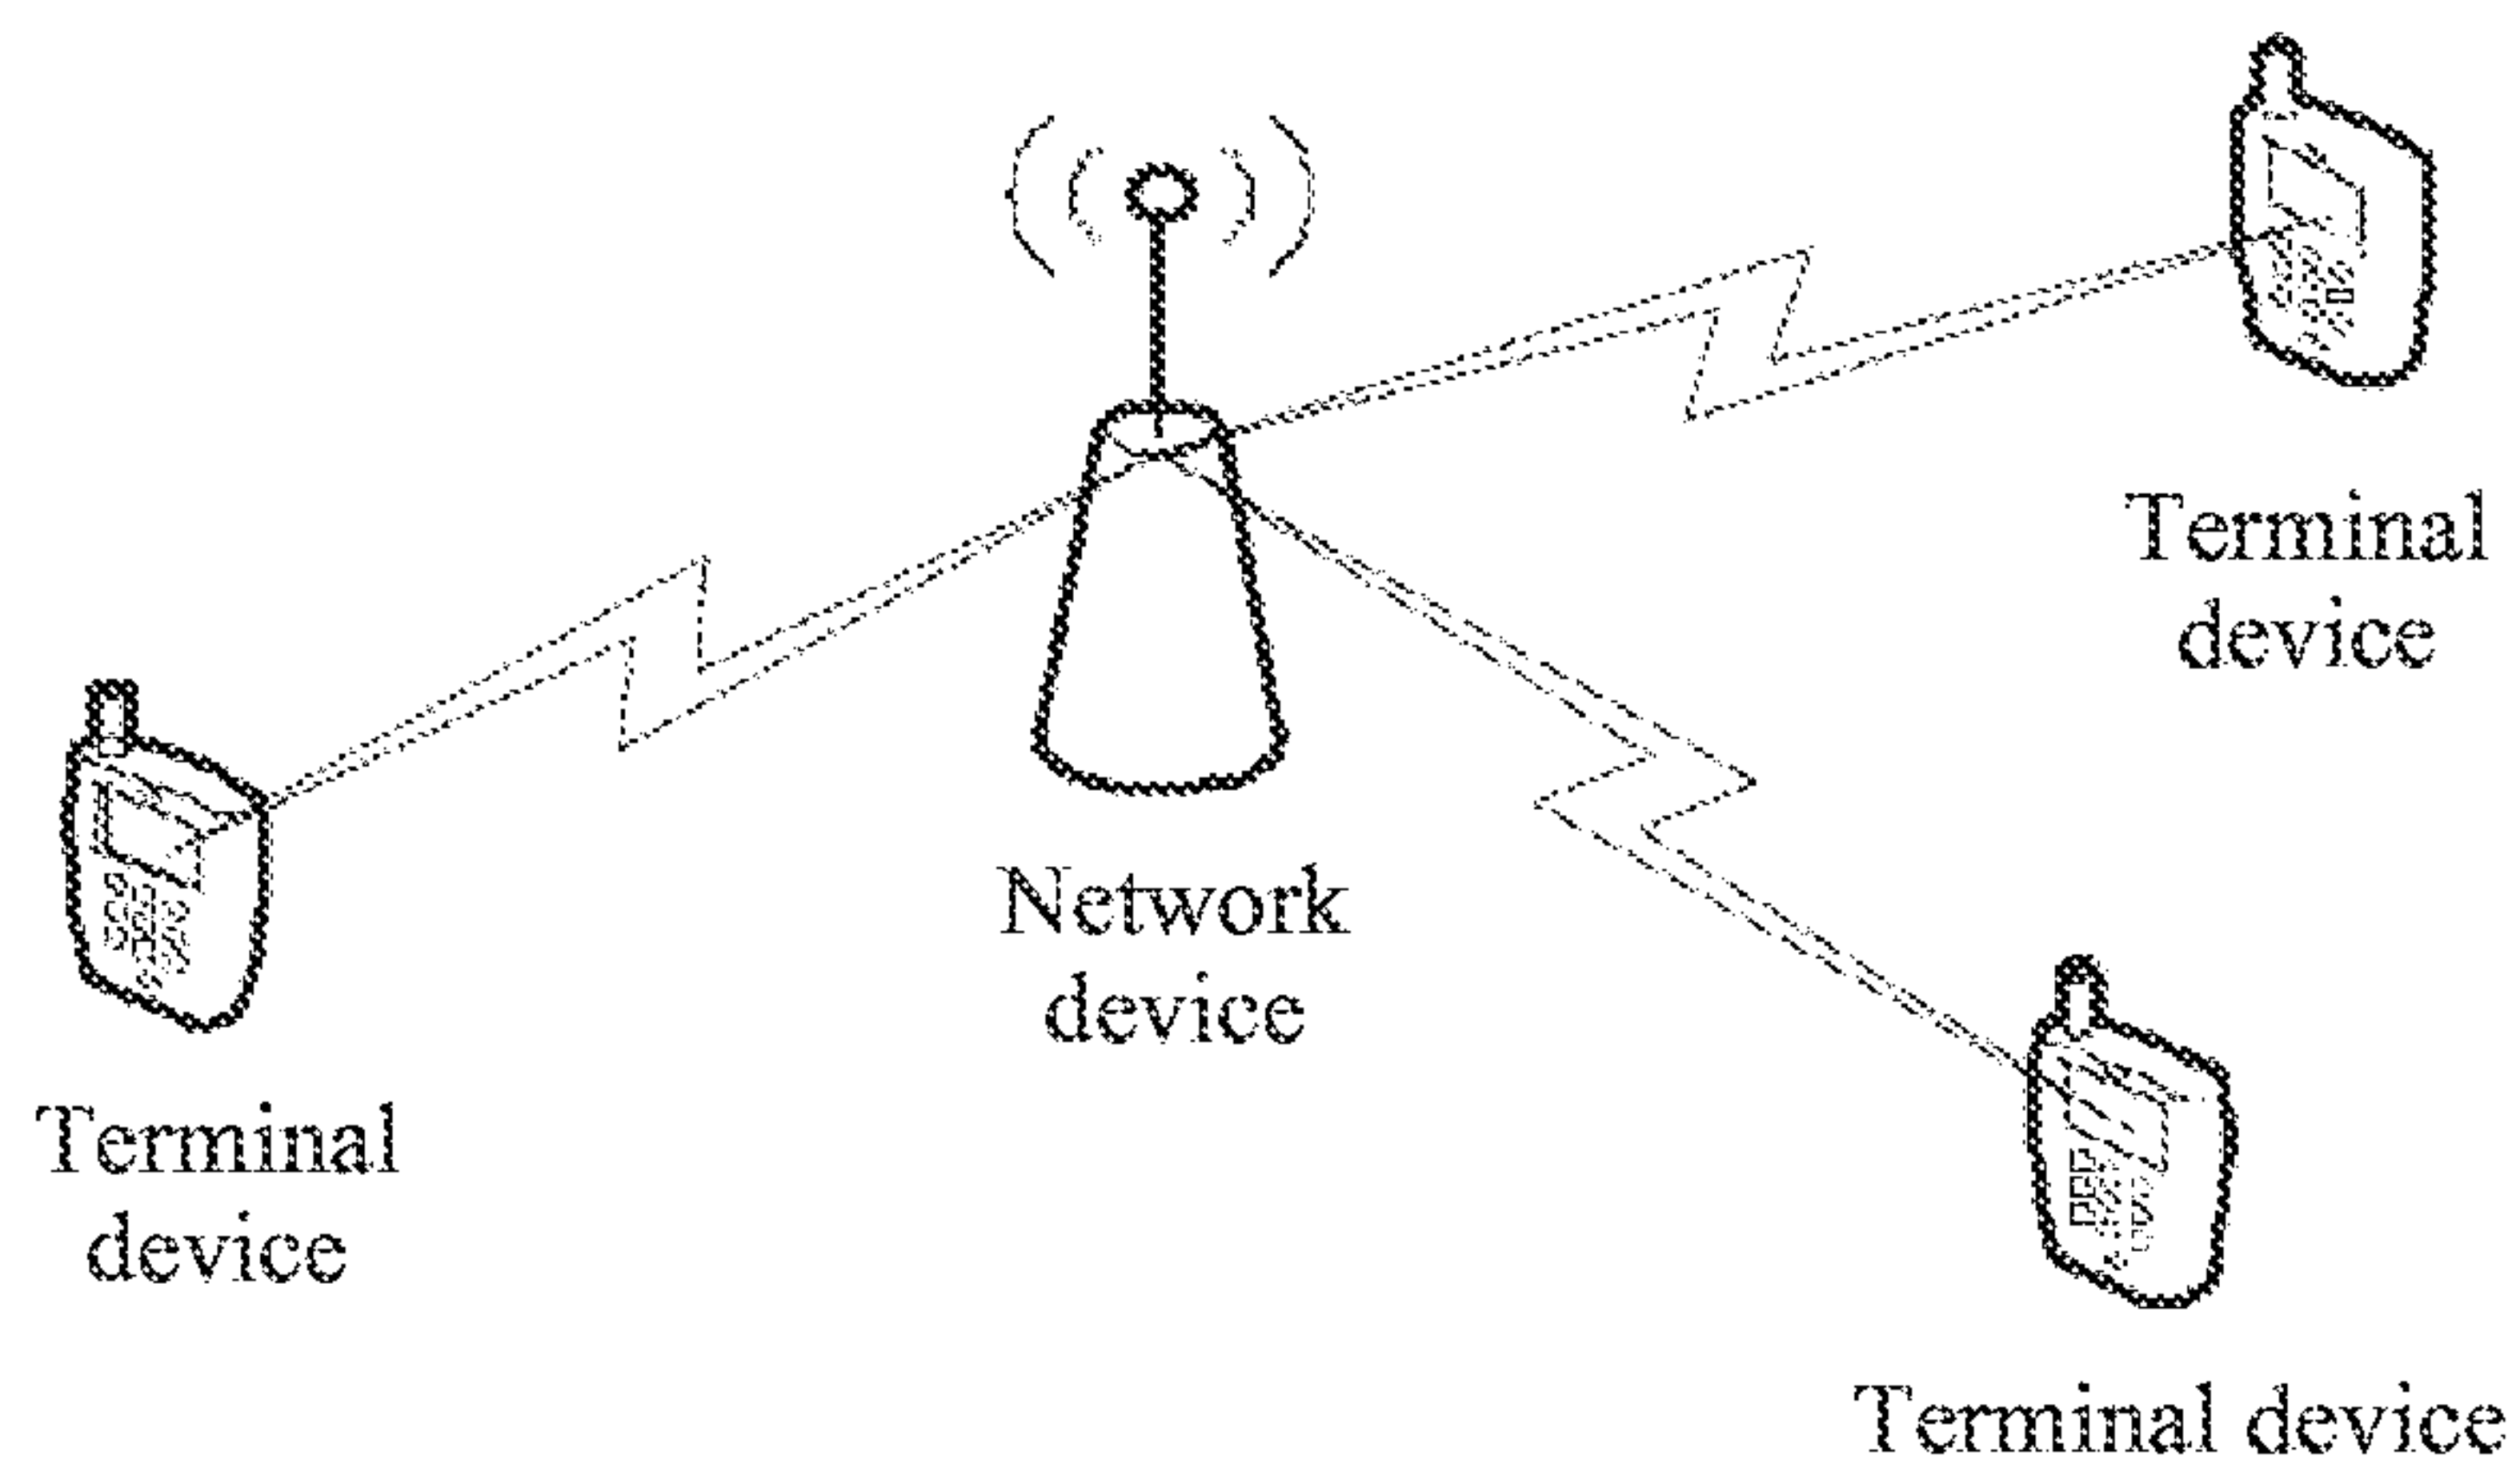 Terminal
device
Network
device
Terminal
device
Terminal device